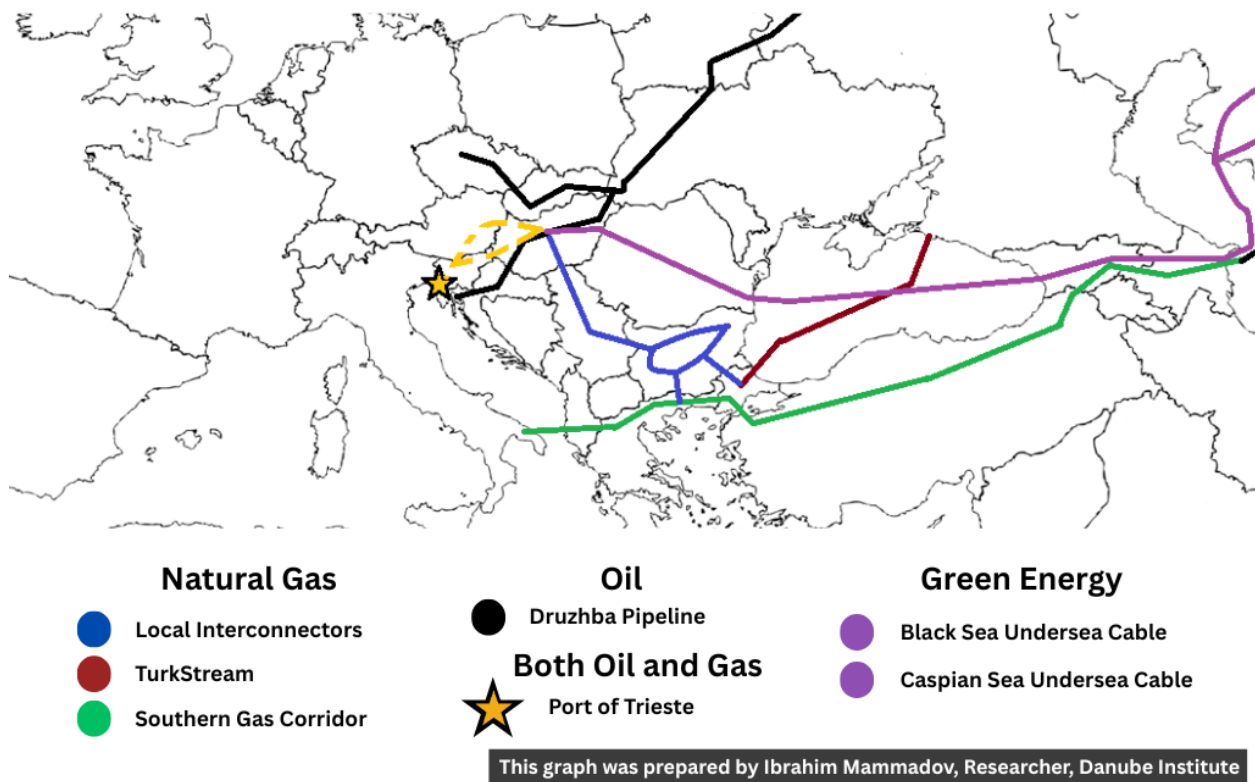 Natural Gas
Local Interconnectors
TurkStream
Southern Gas Corridor
Oil
Druzhba Pipeline
Both Oil and Gas
Port of Trieste
Green Energy
Black Sea Undersea Cable
Caspian Sea Undersea Cable
This graph was prepared by Ibrahim Mammadov, Researcher, Danube Institute